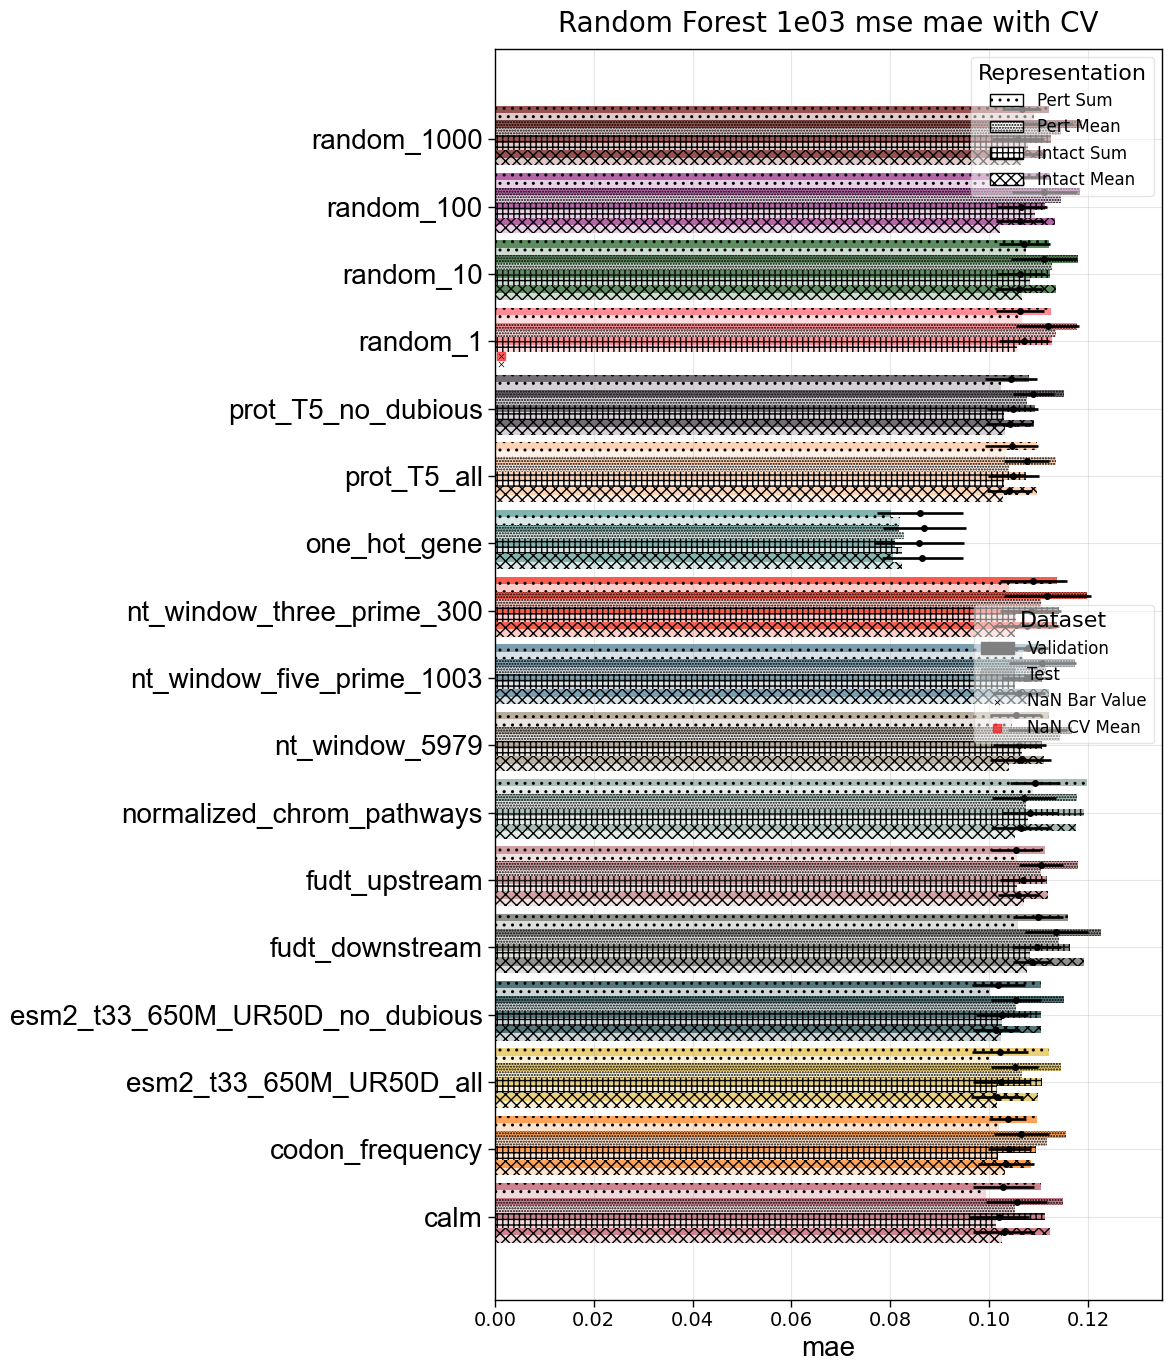 Random Forest 1e03 mse mae with CV
Representation
Pert Sum
Pert Mean
Intact Sum
Intact Mean
random_1000
random_100
random_10
random_1
prot_T5_no_dubious
prot_T5_all
one_hot_gene
nt_window_three_prime_300
Dataset
Validation
Test
NaN Bar Value
NaN CV Mean
nt_window_five_prime_1003
nt_window_5979
normalized_chrom_pathways
fudt_upstream
fudt_downstream
esm2_t33_650M_UR50D_no_dubious
esm2_t33_650M_UR50D_all
codon_frequency
calm
0.00 0.02 0.04 0.06 0.08 0.10 0.12
mae